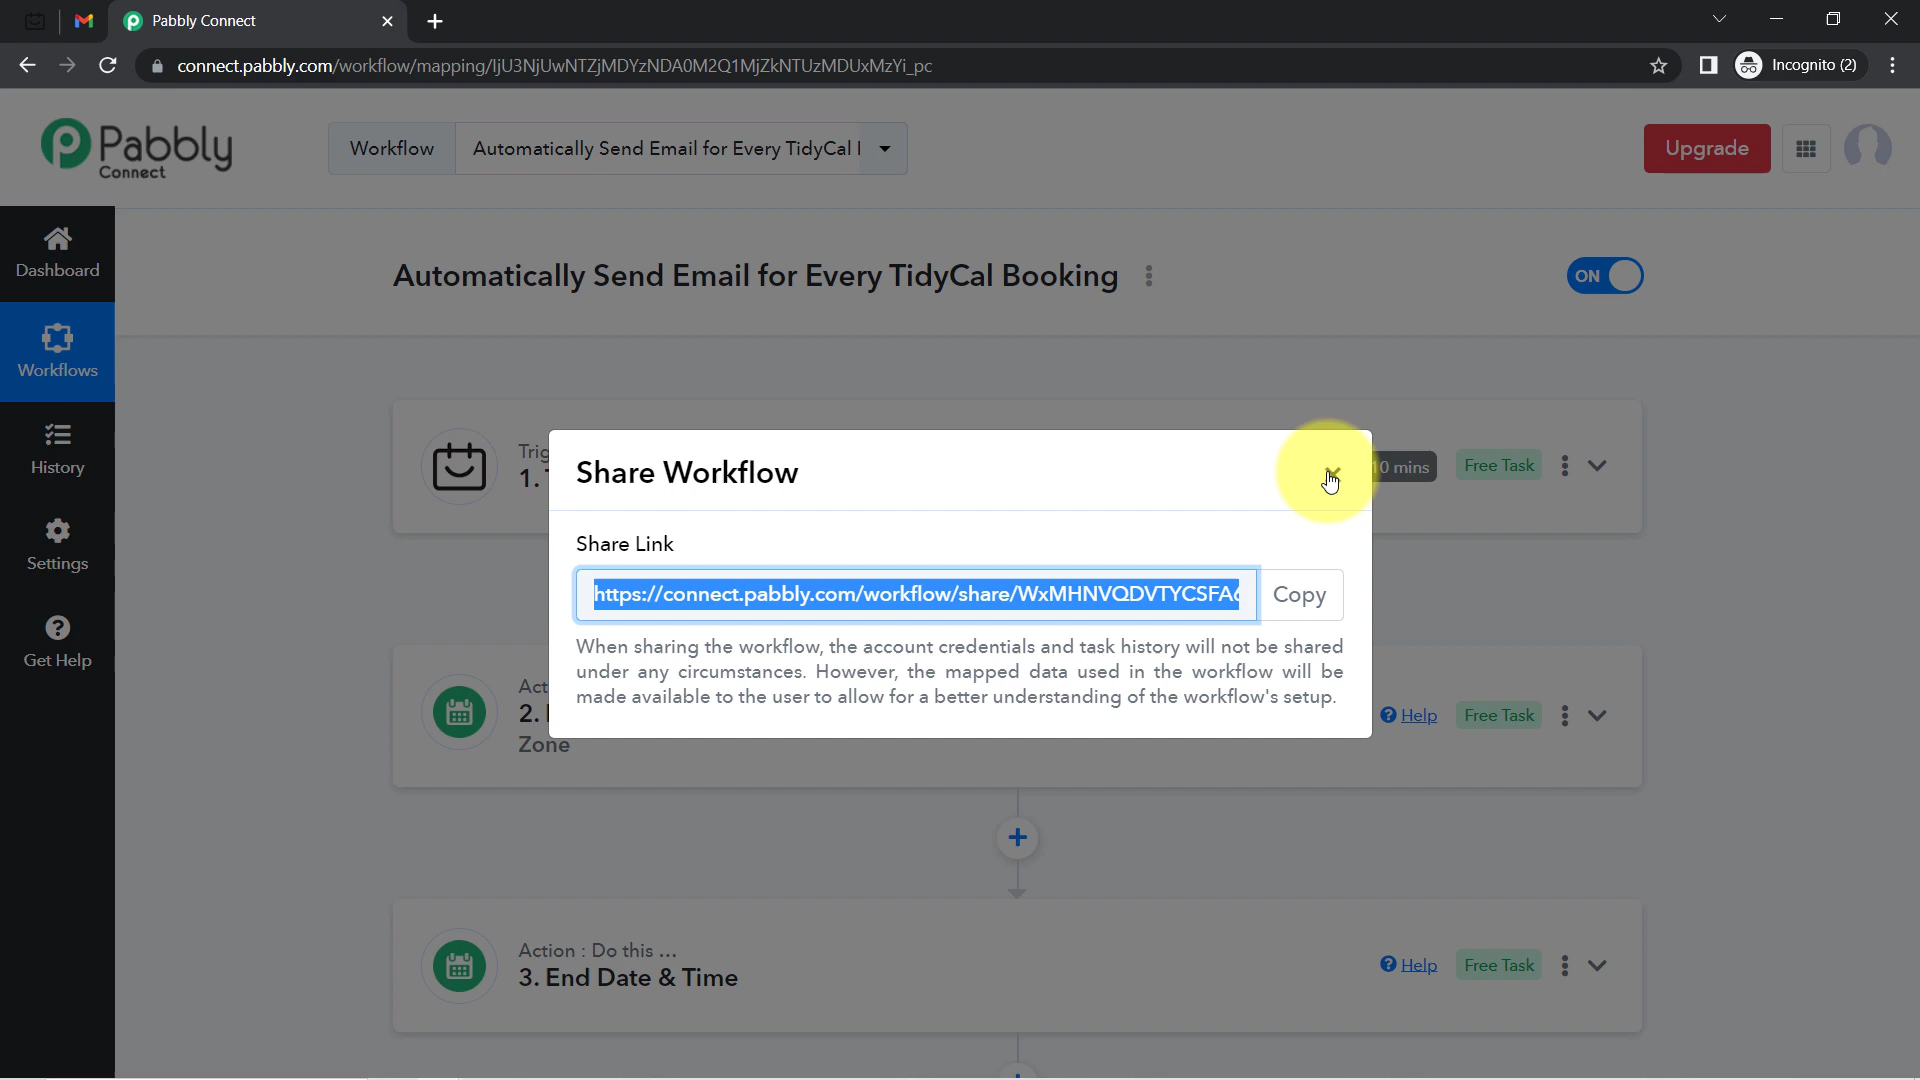 Pabbly Connect
connect.pabbly.com/workflow/mapping/IjU3NjUwNTZjMDYzNDA0M2Q1MjZkNTUzMDUxMzYi_pc
Incognito (2)
Pabbly
Connect
Workflow
Automatically Send Email for Every TidyCal
Upgrade
Dashboard
Workflows
History
Settings
Get Help
Automatically Send Email for Every TidyCal Booking
ON
1.
10 mins
Free Task
Share Workflow
Share Link
https://connect.pabbly.com/workflow/share/WxMHNVQDVTYCSFA
Copy
When sharing the workflow, the account credentials and task history will not be shared
under any circumstances. However, the mapped data used in the workflow will be
made available to the user to allow for a better understanding of the workflow's setup.
2.
Zone
Help
Free Task
Action : Do this ...
3. End Date & Time
Help
Free Task